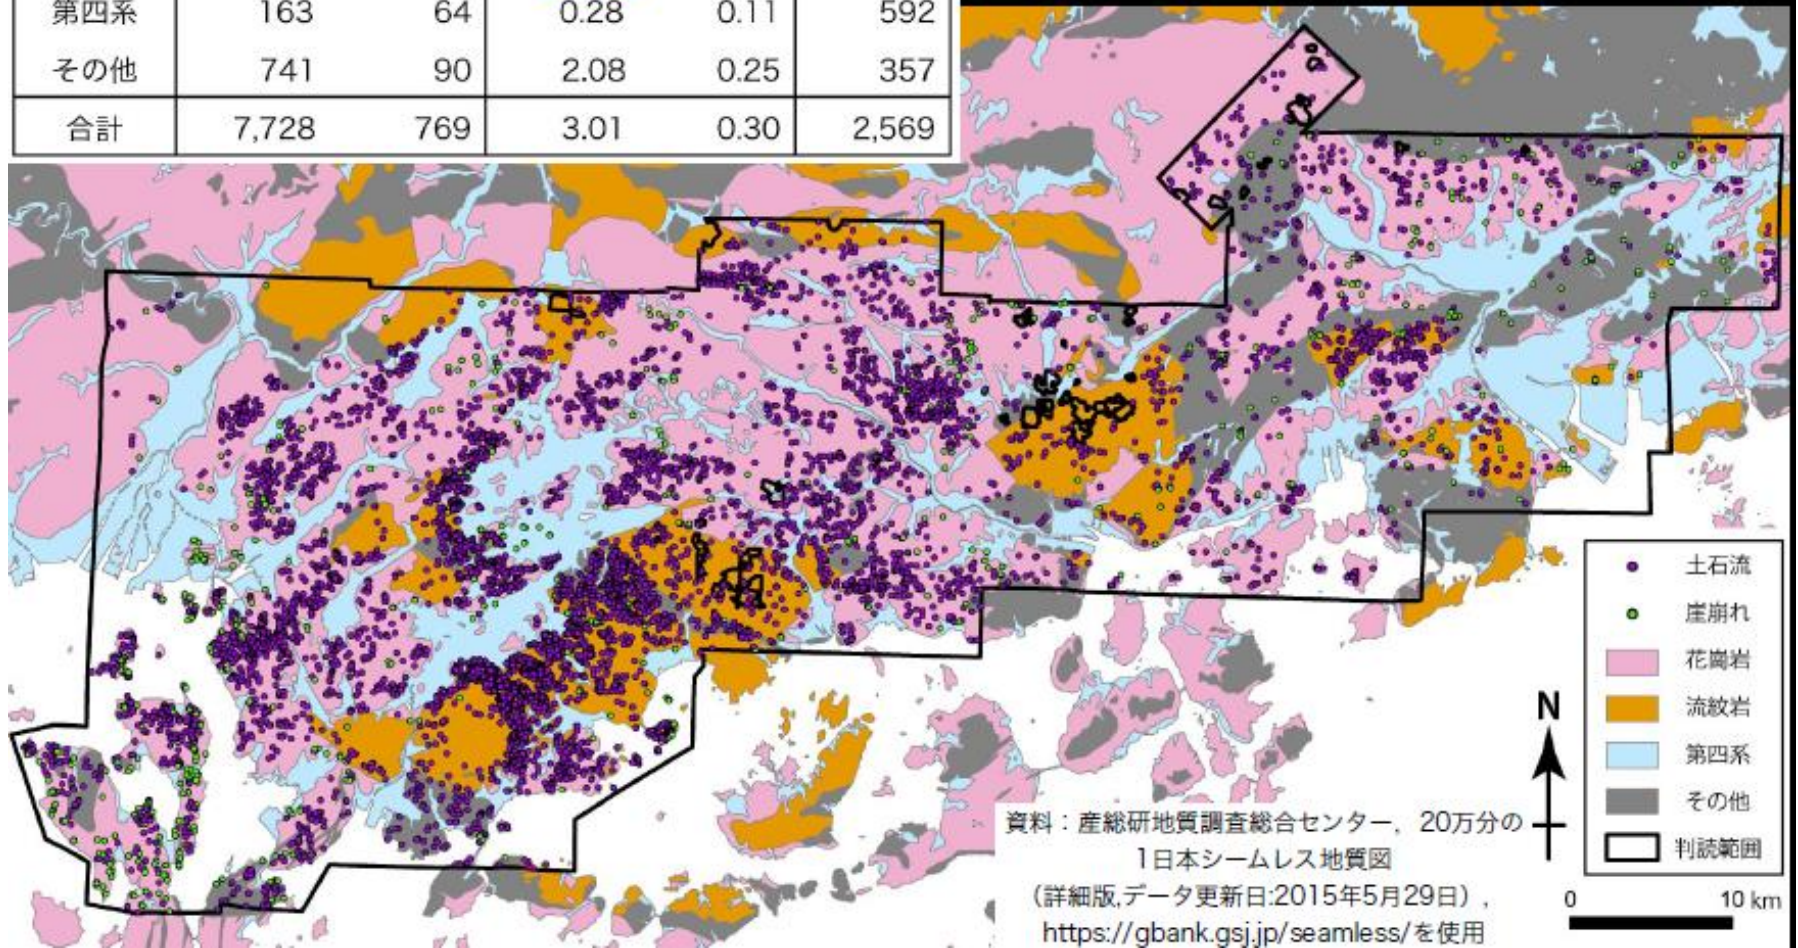 第四系 163 64 0.28 0.11 592
その他 741 90 2.08 0.25 357
合計 7,728 769 3.01 0.30 2,569
土石流
崖崩れ
花崗岩
流紋岩
第四系
その他
判読範囲
N
0 10 km
資料：産総研地質調査総合センター，20万分の
1日本シームレス地質図
（詳細版,データ更新日:2015年5月29日），
https://gbank.gsj.jp/seamless/を使用